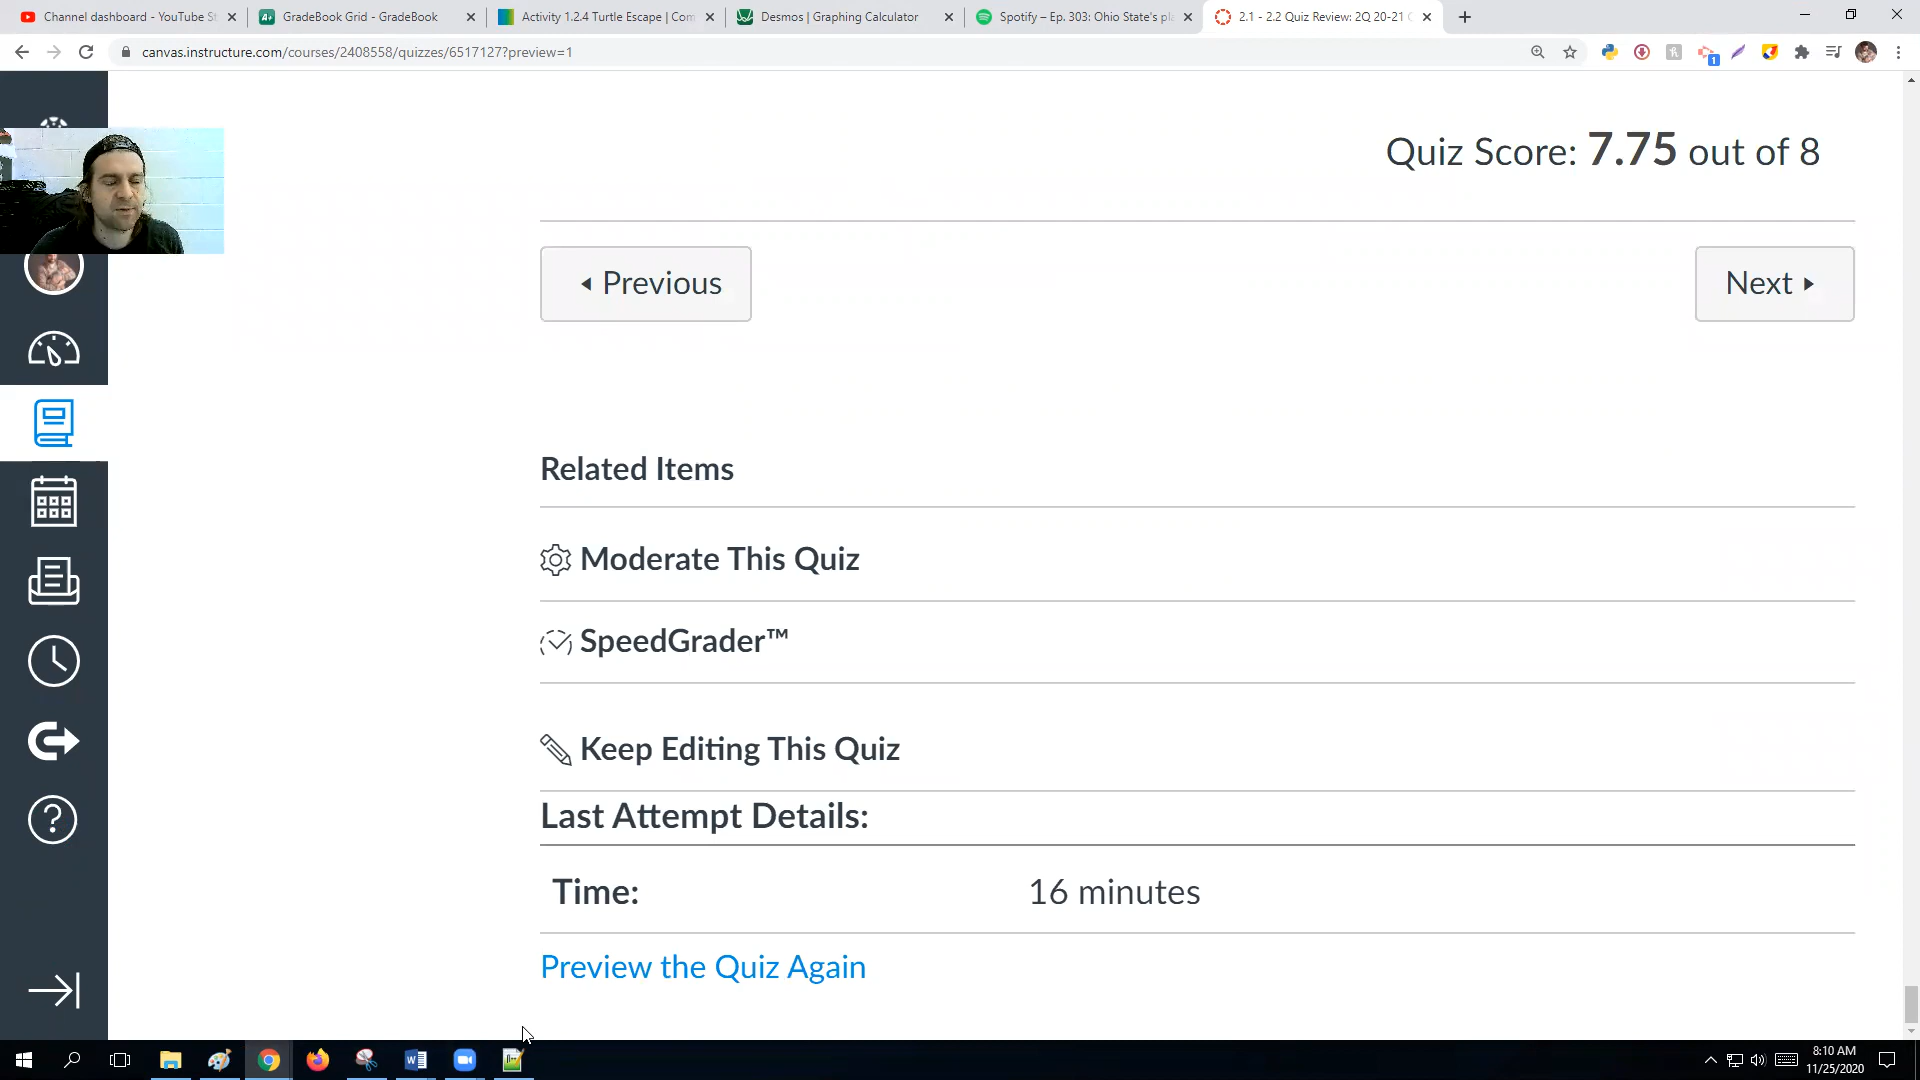 Channel dashboard - YouTube St
GradeBook Grid - GradeBook
Activity 1.2.4 Turtle Escape | Com
Desmos | Graphing Calculator
Spotify – Ep. 303: Ohio State's pl
2.1 - 2.2 Quiz Review: 2Q 20-21
canvas.instructure.com/courses/2408558/quizzes/6517127?preview=1
1
Quiz Score: 7.75 out of 8
Previous
Next
Related Items
Moderate This Quiz
SpeedGrader™
Keep Editing This Quiz
Last Attempt Details:
Time: 16 minutes
Preview the Quiz Again
8:10 AM
11/25/2020